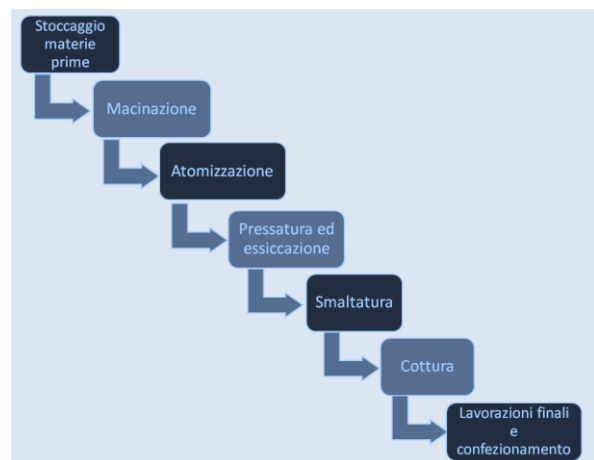 Stoccaggio
materie
prime
Macinazione
Atomizzazione
Pressatura ed
essiccazione
Smaltatura
Cottura
Lavorazioni finali
e
confezionamento